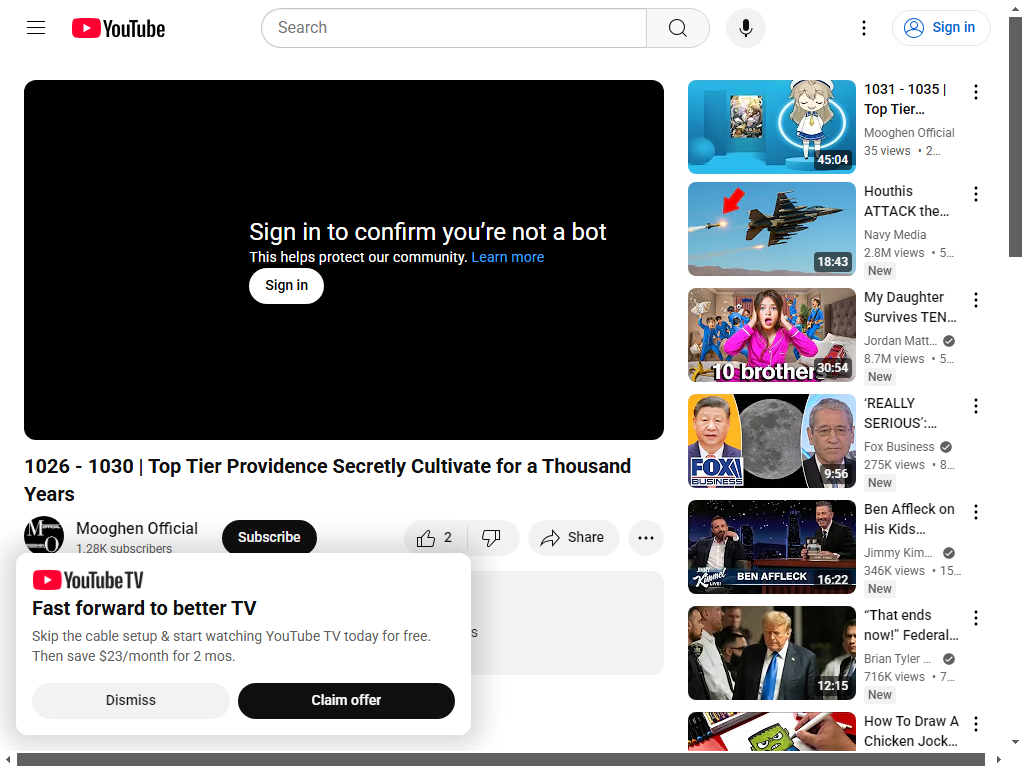 YouTube
Search
Sign in
Sign in to confirm you’re not a bot
This helps protect our community. Learn more
Sign in
1026 - 1030 | Top Tier Providence Secretly Cultivate for a Thousand
Years
Mooghen Official
1.28K subscribers
Subscribe
2
Share
YouTube TV
Fast forward to better TV
Skip the cable setup & start watching YouTube TV today for free.
Then save $23/month for 2 mos.
Dismiss
Claim offer
45:04
1031 - 1035 |
Top Tier…
Mooghen Official
35 views • 2…
18:43
Houthis
ATTACK the…
Navy Media
2.8M views • 5…
New
10 brothers
30:54
My Daughter
Survives TEN…
Jordan Matt…
8.7M views • 5…
New
FOX
BUSINESS
9:56
‘REALLY
SERIOUS’:…
Fox Business
275K views • 8…
New
JIMMY
Kimmel
LIVE!
BEN AFFLECK
16:22
Ben Affleck on
His Kids…
Jimmy Kim…
346K views • 15…
New
12:15
“That ends
now!” Federal…
Brian Tyler …
716K views • 7…
New
How To Draw A
Chicken Jock…